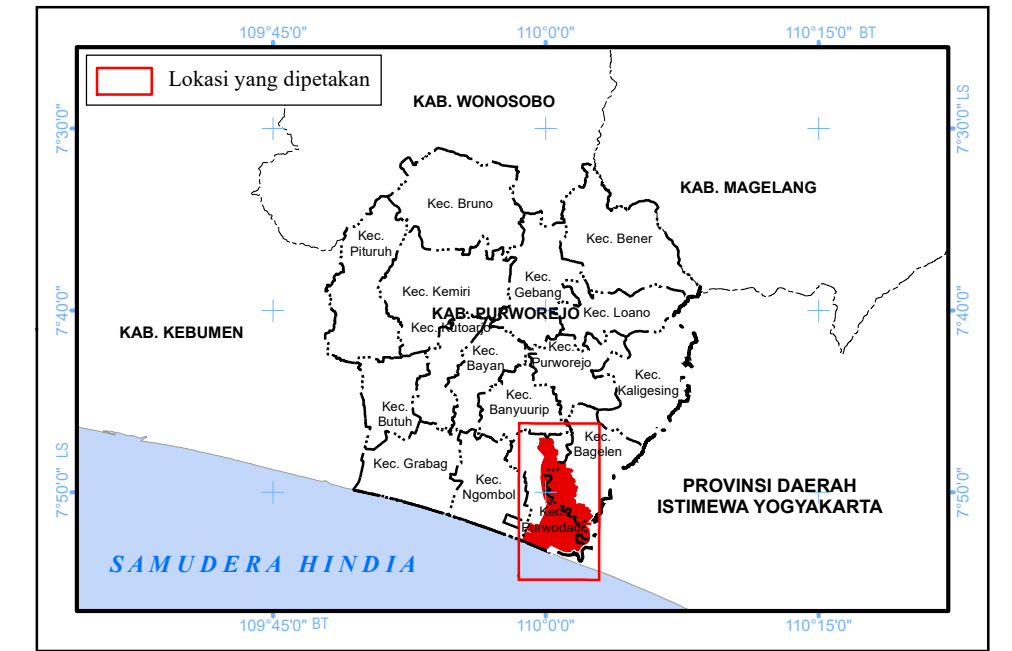 109°45'0"
110°0'0"
110°15'0" BT
Lokasi yang dipetakan
KAB. WONOSOBO
7°30'0"
7°30'0" LS
KAB. MAGELANG
Kec. Bruno
Kec.
Pituruh
Kec. Bener
Kec.
Gebang
Kec. Kemiri
7°40'0"
7°40'0"
KAB. PURWOREJO
Kec. Loano
KAB. KEBUMEN
Kec. Kutoarjo
Kec.
Bayan
Kec.
Purworejo
Kec.
Kaligesing
Kec.
Banyuurip
Kec.
Butuh
Kec.
Bagelen
Kec. Grabag
Kec.
Ngombol
7°50'0" LS
7°50'0"
PROVINSI DAERAH
ISTIMEWA YOGYAKARTA
Kec.
Purwodadi
SAMUDERA HINDIA
109°45'0" BT
110°0'0"
110°15'0"